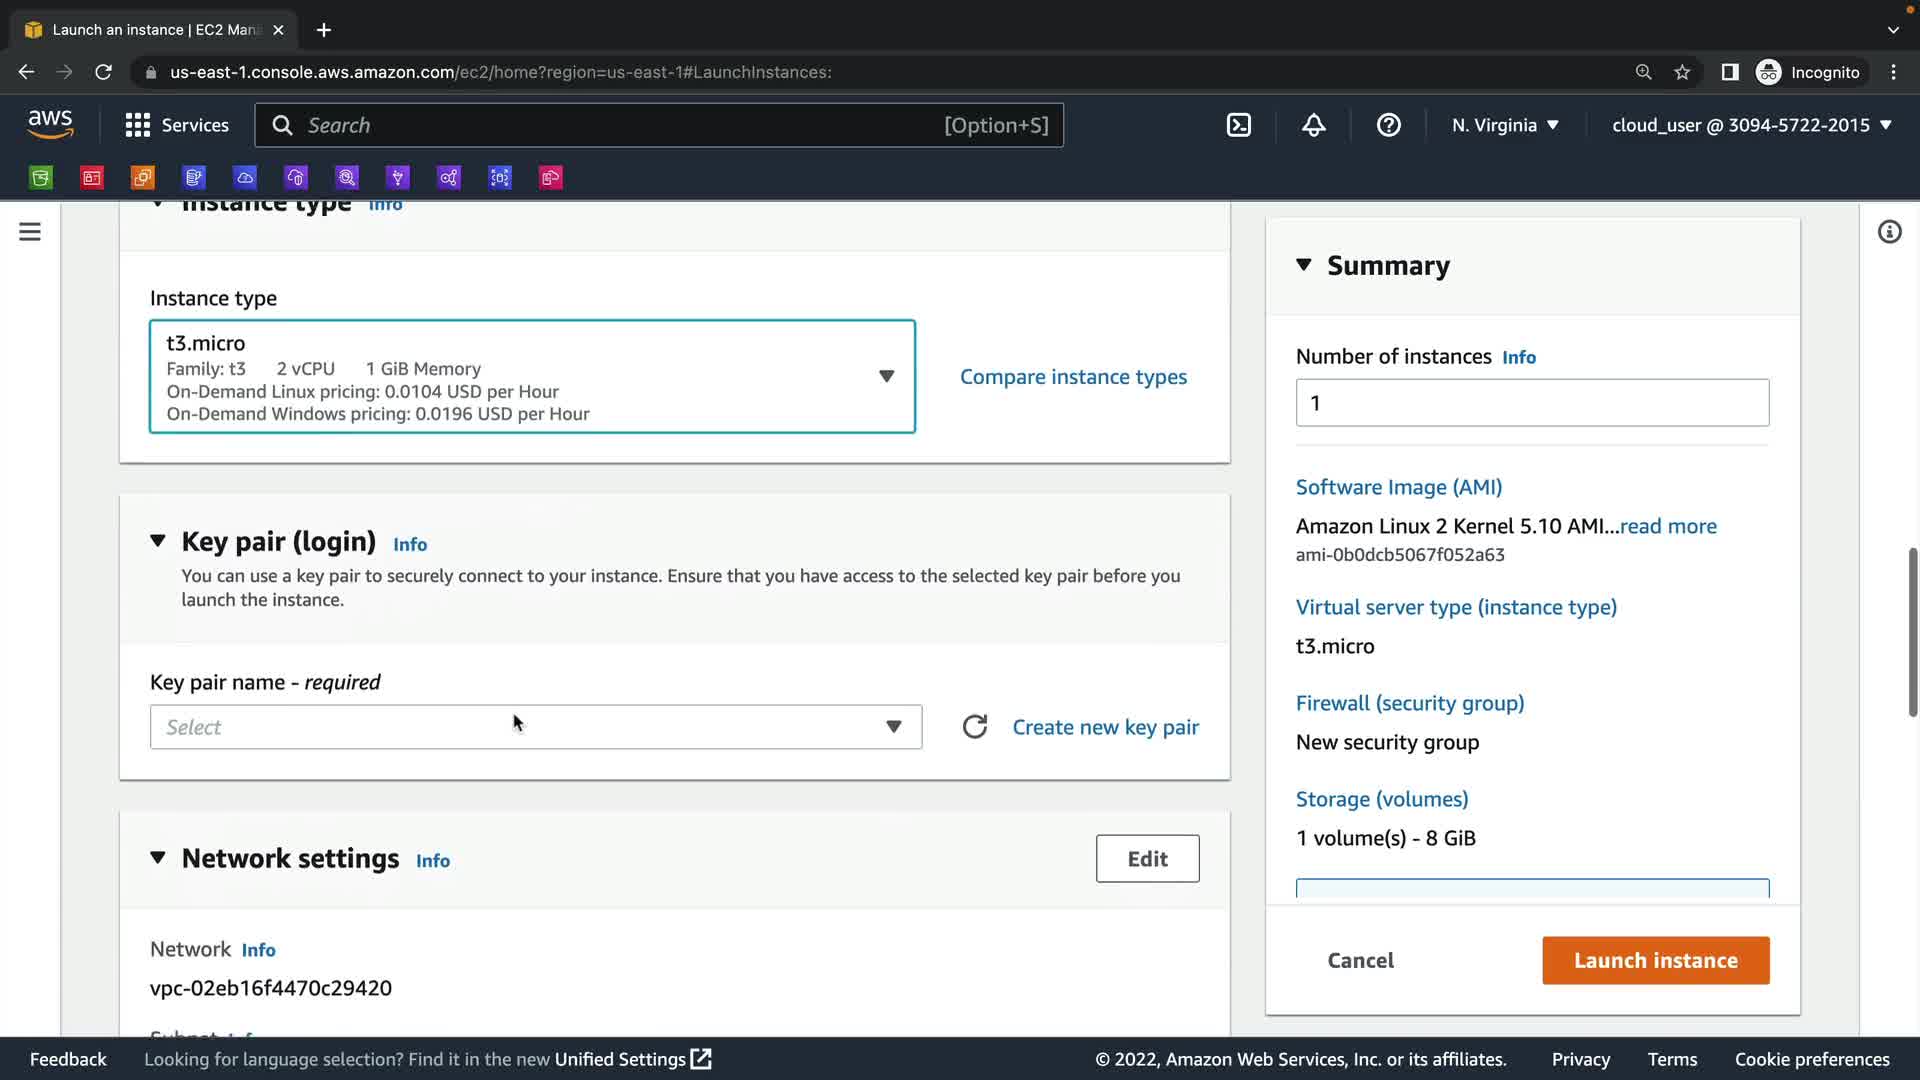 Launch an instance | EC2 Man
us-east-1.console.aws.amazon.com/ec2/home?region=us-east-1#LaunchInstances:
Incognito
aws
Services
Search
[Option+S]
N. Virginia
cloud_user @ 3094-5722-2015
Instance type Info
Instance type
t3.micro
Family: t3 2 vCPU 1 GiB Memory
On-Demand Linux pricing: 0.0104 USD per Hour
On-Demand Windows pricing: 0.0196 USD per Hour
Compare instance types
Key pair (login) Info
You can use a key pair to securely connect to your instance. Ensure that you have access to the selected key pair before you
launch the instance.
Key pair name - required
Select
Create new key pair
Network settings Info
Edit
Network Info
vpc-02eb16f4470c29420
Subnet Info
Summary
Number of instances Info
1
Software Image (AMI)
Amazon Linux 2 Kernel 5.10 AMI...read more
ami-0b0dcb5067f052a63
Virtual server type (instance type)
t3.micro
Firewall (security group)
New security group
Storage (volumes)
1 volume(s) - 8 GiB
Cancel
Launch instance
Feedback
Looking for language selection? Find it in the new Unified Settings
© 2022, Amazon Web Services, Inc. or its affiliates.
Privacy
Terms
Cookie preferences